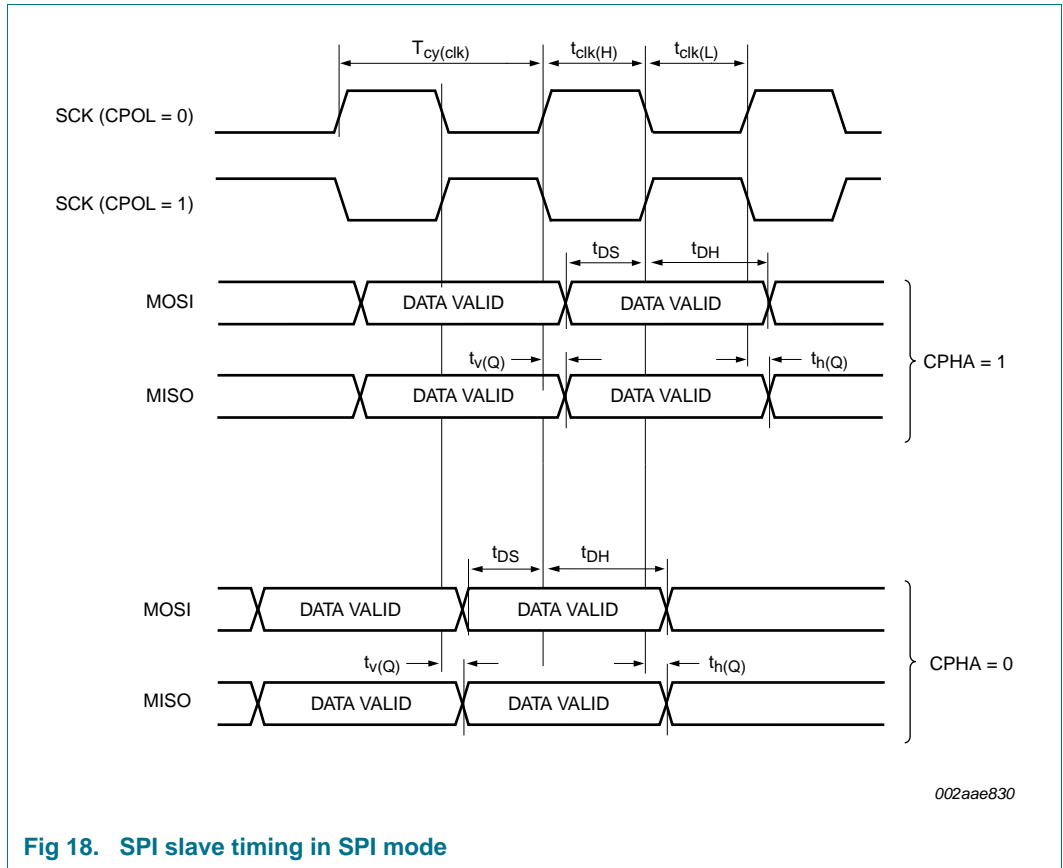 Tcy(clk) tclk(H) tclk(L)
SCK (CPOL = 0)
SCK (CPOL = 1)
tDS tDH
MOSI DATA VALID DATA VALID
tv(Q) th(Q)
CPHA = 1
MISO DATA VALID DATA VALID
tDS tDH
MOSI DATA VALID DATA VALID
tv(Q) th(Q)
CPHA = 0
MISO DATA VALID DATA VALID
002aae830
Fig 18. SPI slave timing in SPI mode